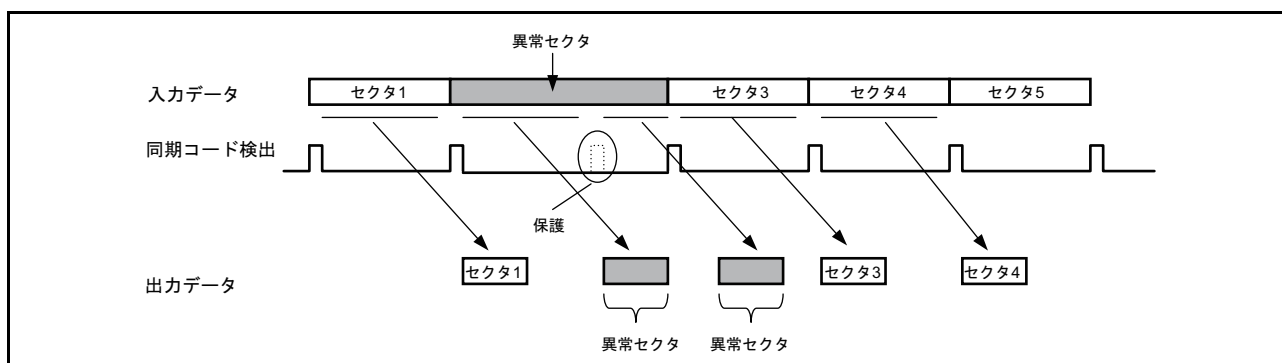 異常セクタ
入力データ
セクタ1
セクタ3
セクタ4
セクタ5
同期コード検出
保護
出力データ
セクタ1
セクタ3
セクタ4
異常セクタ
異常セクタ